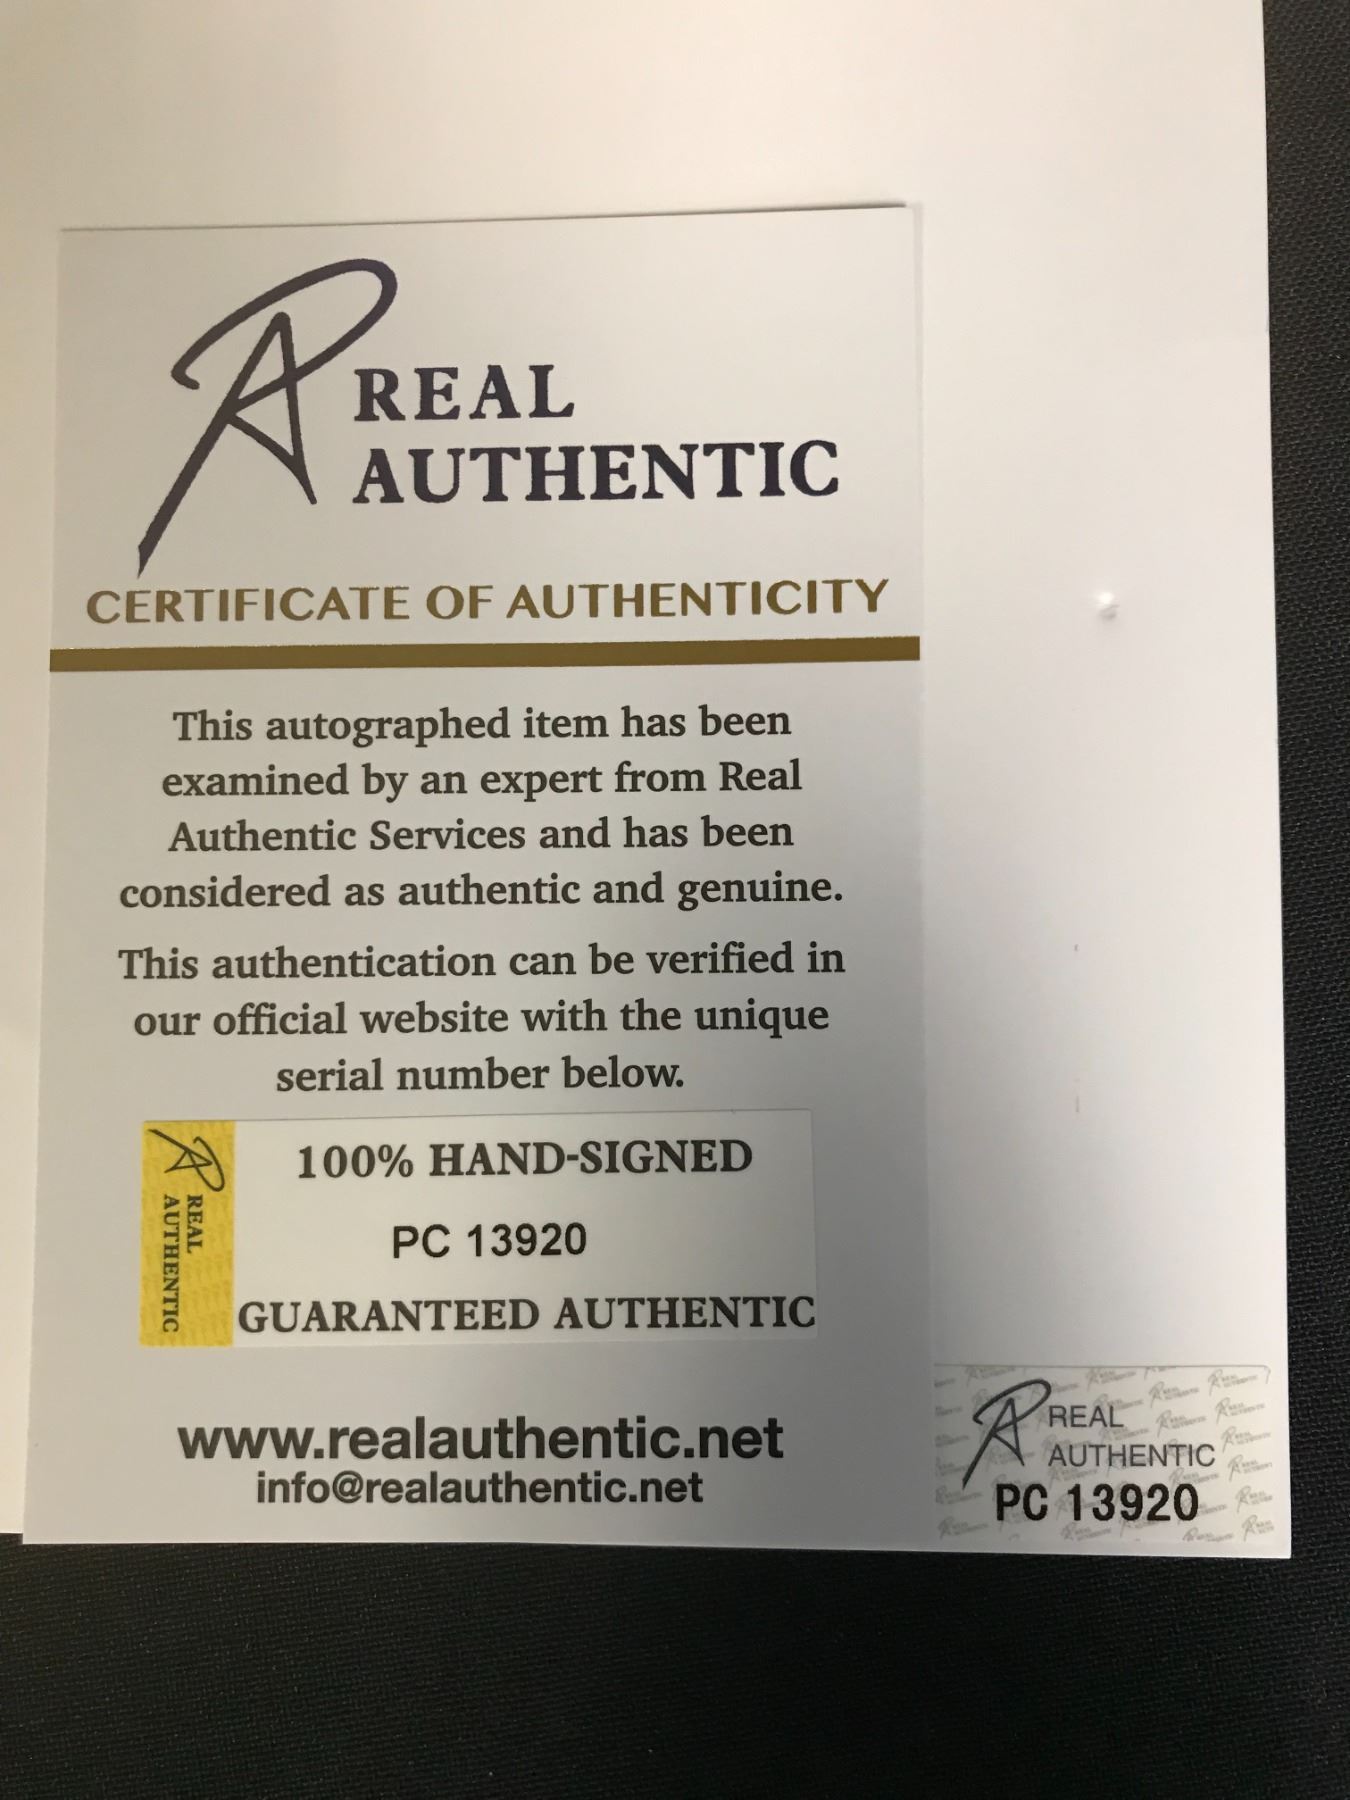 REAL
AUTHENTIC
CERTIFICATE OF AUTHENTICITY
This autographed item has been
examined by an expert from Real
Authentic Services and has been
considered as authentic and genuine.
This authentication can be verified in
our official website with the unique
serial number below.
REAL
AUTHENTIC
100% HAND-SIGNED
PC 13920
GUARANTEED AUTHENTIC
www.realauthentic.net
info@realauthentic.net
REAL
AUTHENTIC
PC 13920